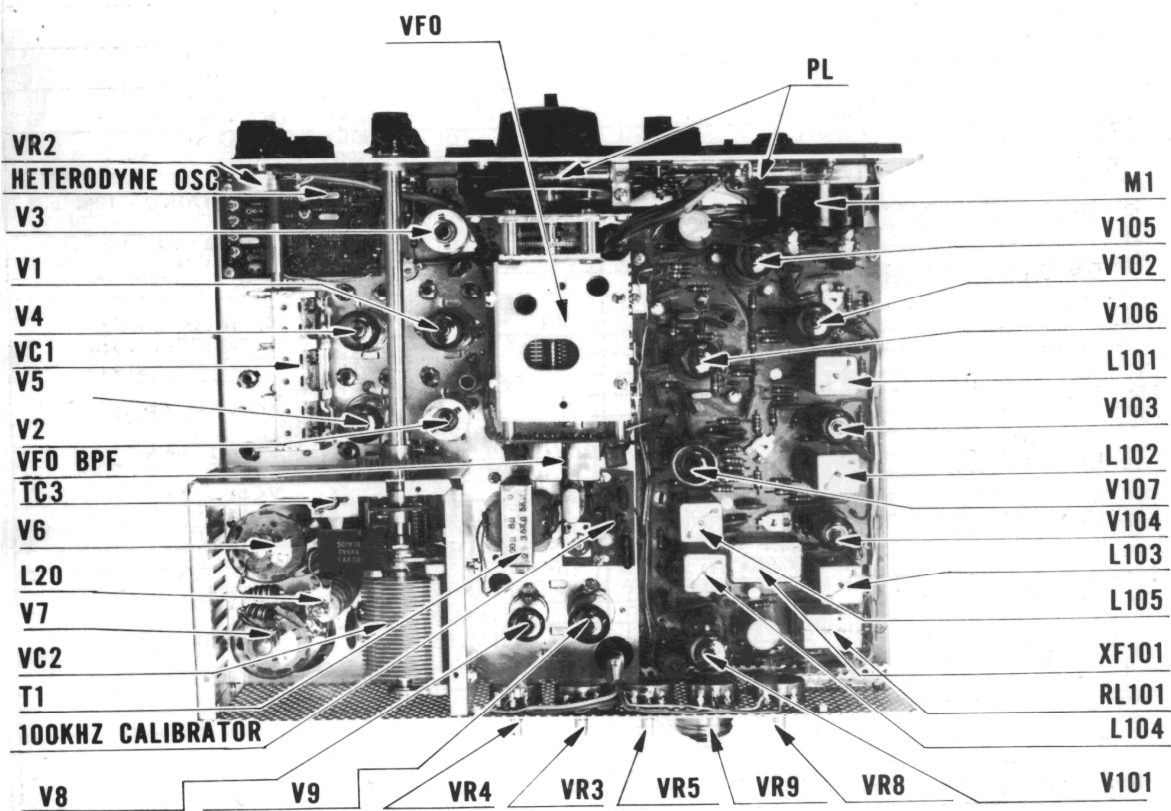 VFO
PL
VR2
HETERODYNE OSC
V3
V1
V4
VC1
V5
V2
VFO BPF
TC3
V6
L20
V7
VC2
T1
100KHZ CALIBRATOR
V8
V9
VR4
VR3
VR5
VR9
VR8
V101
M1
V105
V102
V106
L101
V103
L102
V107
V104
L103
L105
XF101
RL101
L104